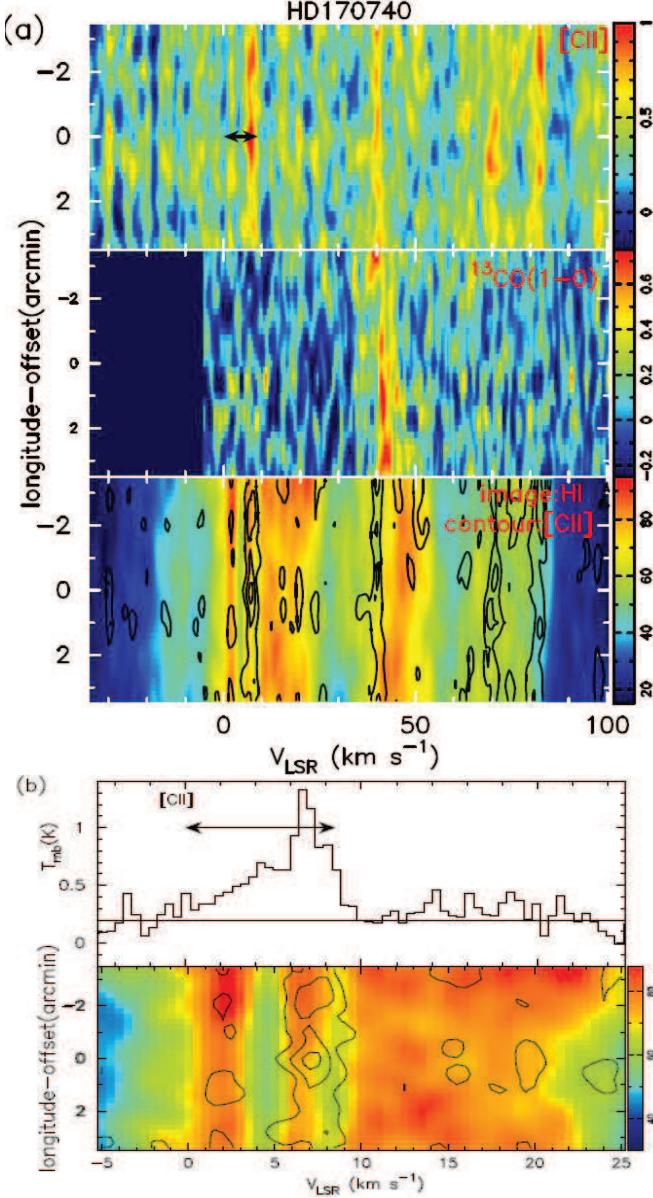 HD170740
(a)
[CII]
-2
0
2
1
0.5
0
13CO(1-0)
-2
0
2
0.6
0.4
0.2
0
-0.2
longitude-offset(arcmin)
image:HI
contour:[CII]
-2
0
2
80
60
40
20
0 50 100
VLSR (km s⁻¹)
(b)
[CII]
Tmb(K)
1
0.5
0
longitude-offset(arcmin)
-2
0
2
-5 0 5 10 15 20 25
VLSR (km s⁻¹)